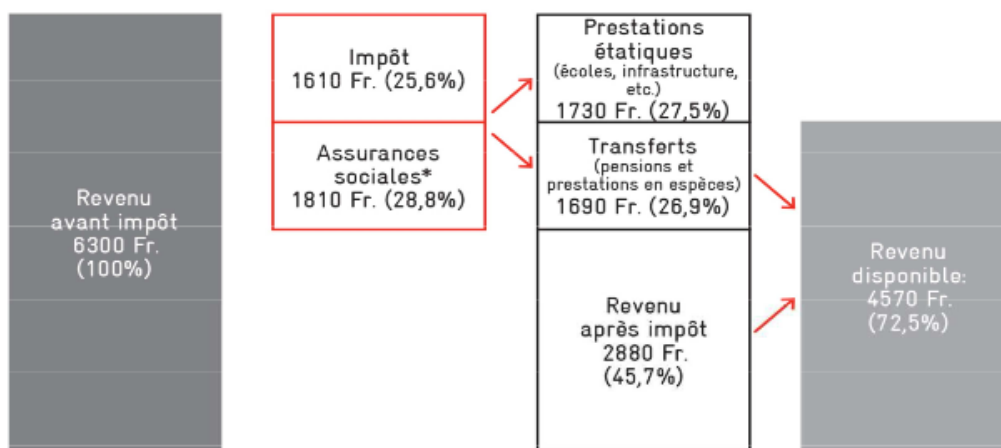 Revenu
avant impôt
6300 Fr.
(100%)
Impôt
1610 Fr. (25,6%)
Assurances
sociales*
1810 Fr. (28,8%)
Prestations
étatiques
(écoles, infrastructure,
etc.)
1730 Fr. (27,5%)
Transferts
(pensions et
prestations en espèces)
1690 Fr. (26,9%)
Revenu
après impôt
2880 Fr.
(45,7%)
Revenu
disponible:
4570 Fr.
(72,5%)